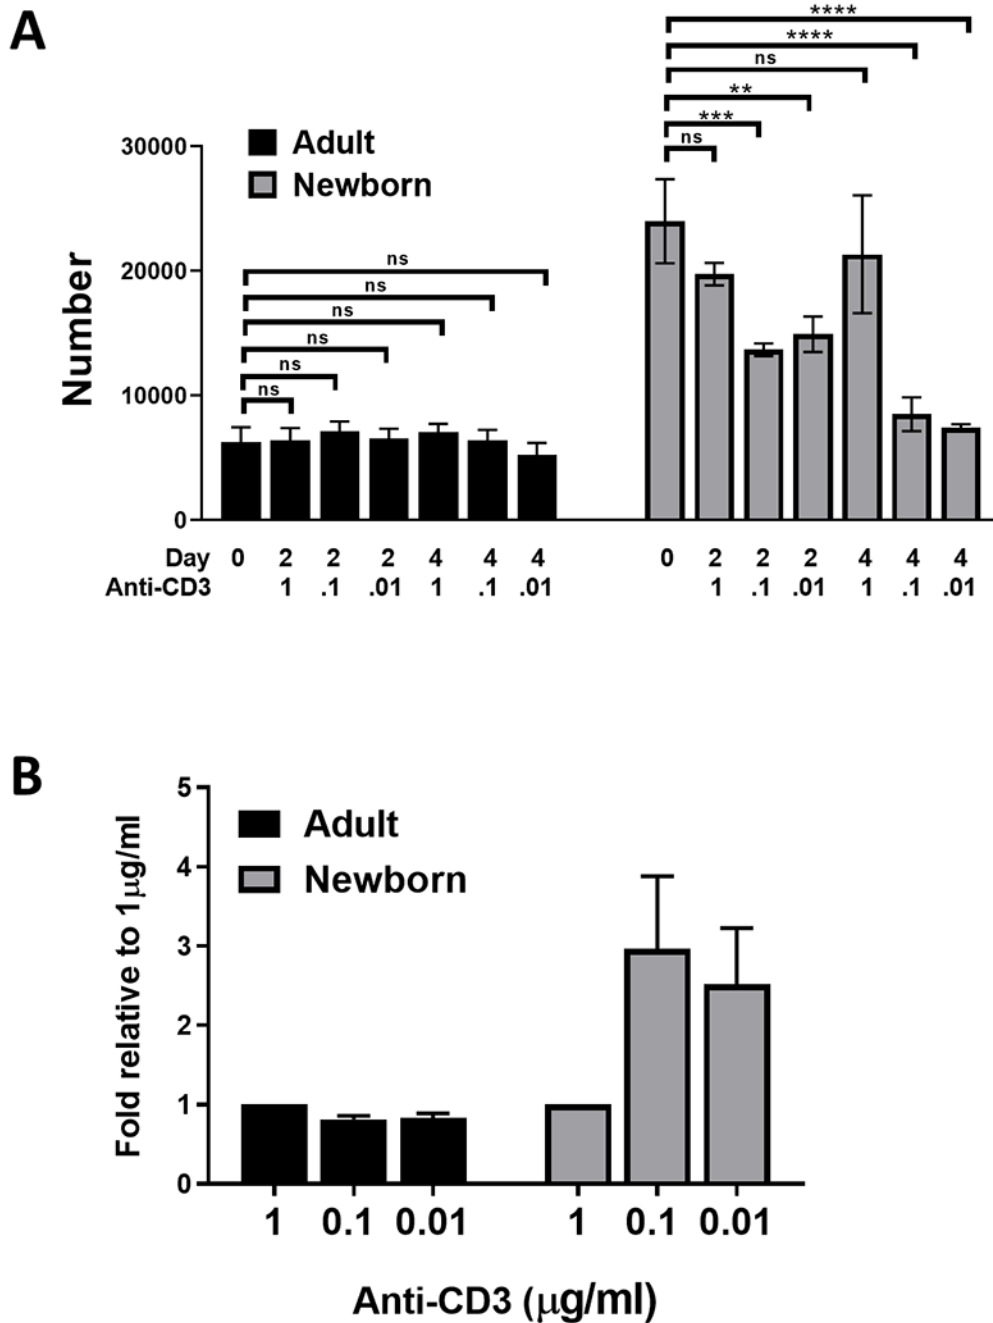 A
****
****
ns
**
***
ns
30000
Adult
Newborn
20000
ns
ns
ns
ns
ns
ns
10000
0
Number
Day 0 2 2 2 4 4 4 0 2 2 2 4 4 4
Anti-CD3 1 .1 .01 1 .1 .01 1 .1 .01 1 .1 .01
B
5
Adult
4
Newborn
3
2
1
0
Fold relative to 1μg/ml
1 0.1 0.01 1 0.1 0.01
Anti-CD3 (μg/ml)